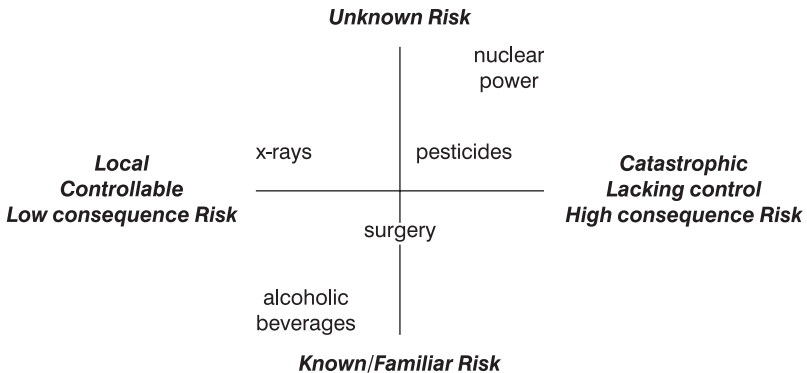 Unknown Risk
nuclear
power
x-rays
pesticides
Local
Controllable
Low consequence Risk
Catastrophic
Lacking control
High consequence Risk
surgery
alcoholic
beverages
Known/Familiar Risk